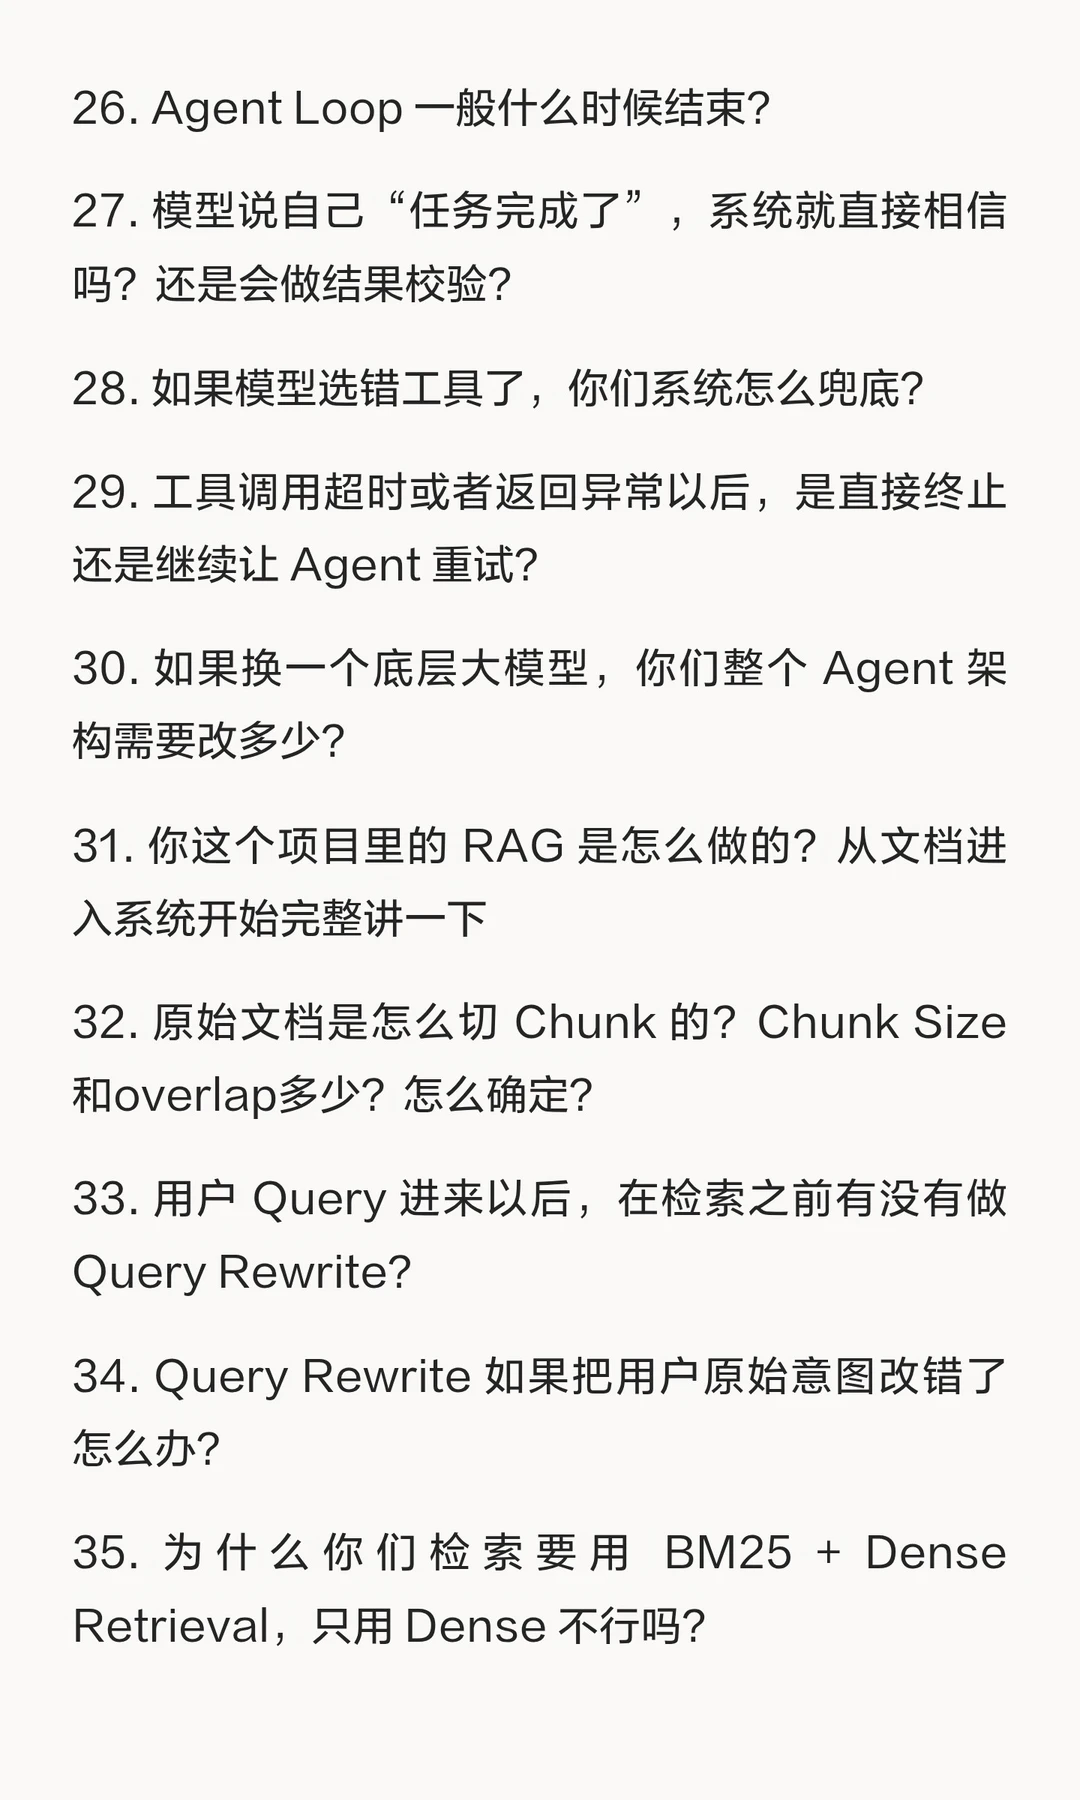 26. Agent Loop 一般什么时候结束？
27. 模型说自己“任务完成了”，系统就直接相信
吗？还是会做结果校验？
28. 如果模型选错工具了，你们系统怎么兜底？
29. 工具调用超时或者返回异常以后，是直接终止
还是继续让 Agent 重试？
30. 如果换一个底层大模型，你们整个 Agent 架
构需要改多少？
31. 你这个项目里的 RAG 是怎么做的？从文档进
入系统开始完整讲一下
32. 原始文档是怎么切 Chunk 的？Chunk Size
和overlap多少？怎么确定？
33. 用户 Query 进来以后，在检索之前有没有做
Query Rewrite？
34. Query Rewrite 如果把用户原始意图改错了
怎么办？
35. 为什么你们检索要用 BM25 + Dense
Retrieval，只用 Dense 不行吗？